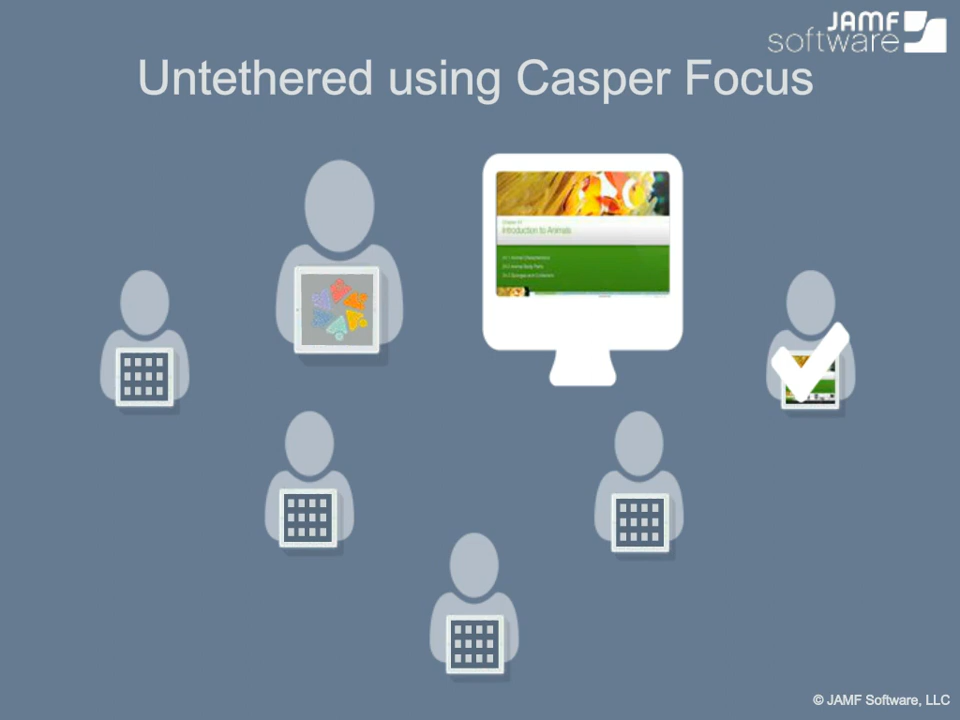 JAMF
software
Untethered using Casper Focus
Introduction to Animals
© JAMF Software, LLC